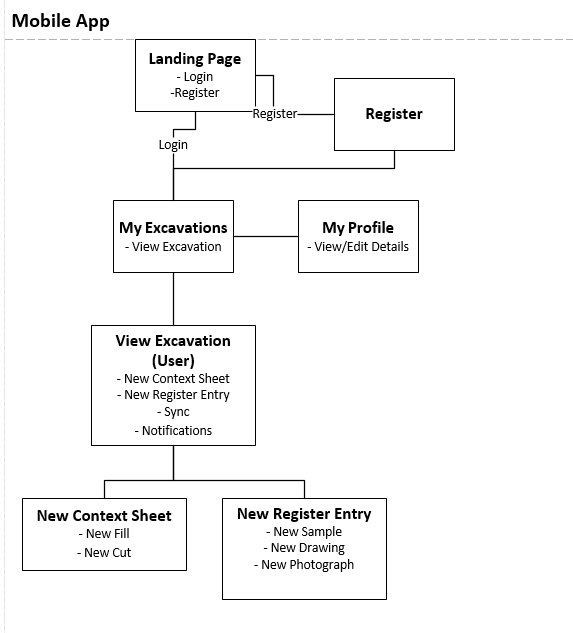 Mobile App
Landing Page
- Login
-Register
Register
Register
Login
My Excavations
- View Excavation
My Profile
- View/Edit Details
View Excavation
(User)
- New Context Sheet
- New Register Entry
- Sync
- Notifications
New Context Sheet
- New Fill
- New Cut
New Register Entry
- New Sample
- New Drawing
- New Photograph